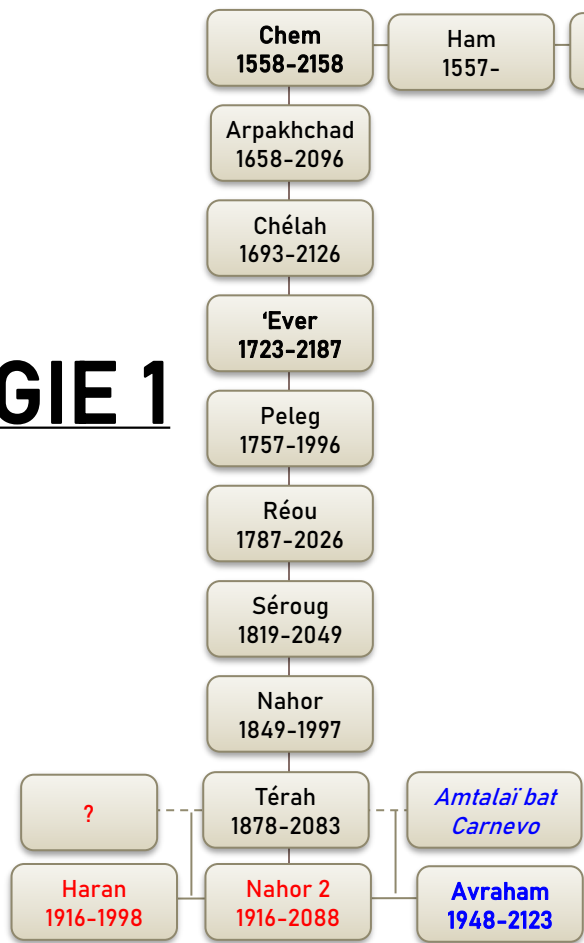 Chem
1558-2158
Ham
1557-
Arpakhchad
1658-2096
Chélah
1693-2126
‘Ever
1723-2187
GIE 1
Peleg
1757-1996
Réou
1787-2026
Séroug
1819-2049
Nahor
1849-1997
?
Térah
1878-2083
Amtalaï bat
Carnevo
Haran
1916-1998
Nahor 2
1916-2088
Avraham
1948-2123